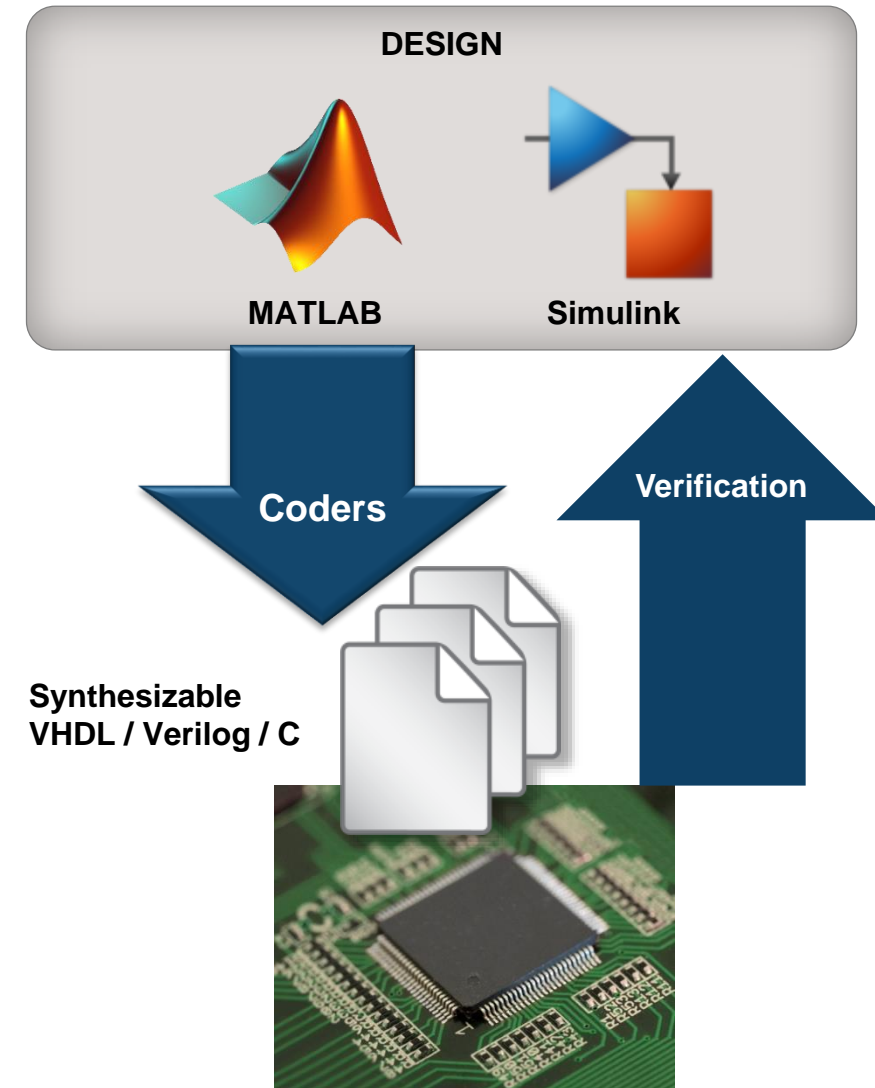 DESIGN
MATLAB
Simulink
Coders
Verification
Synthesizable
VHDL / Verilog / C